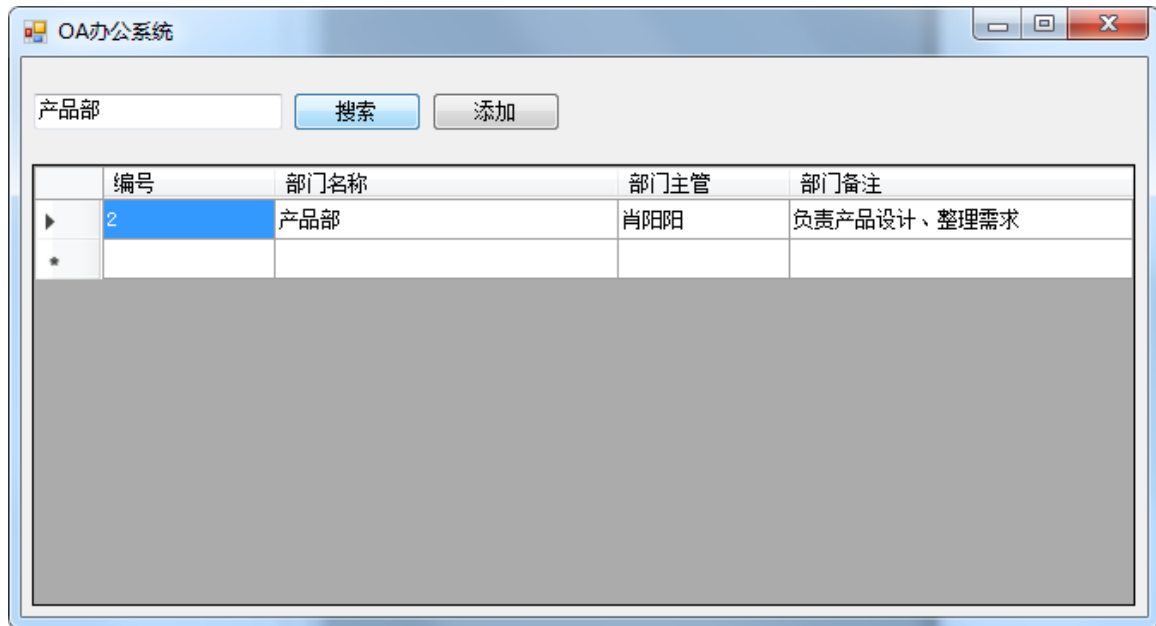 OA办公系统
产品部 搜索 添加
编号 部门名称 部门主管 部门备注
2 产品部 肖阳阳 负责产品设计、整理需求